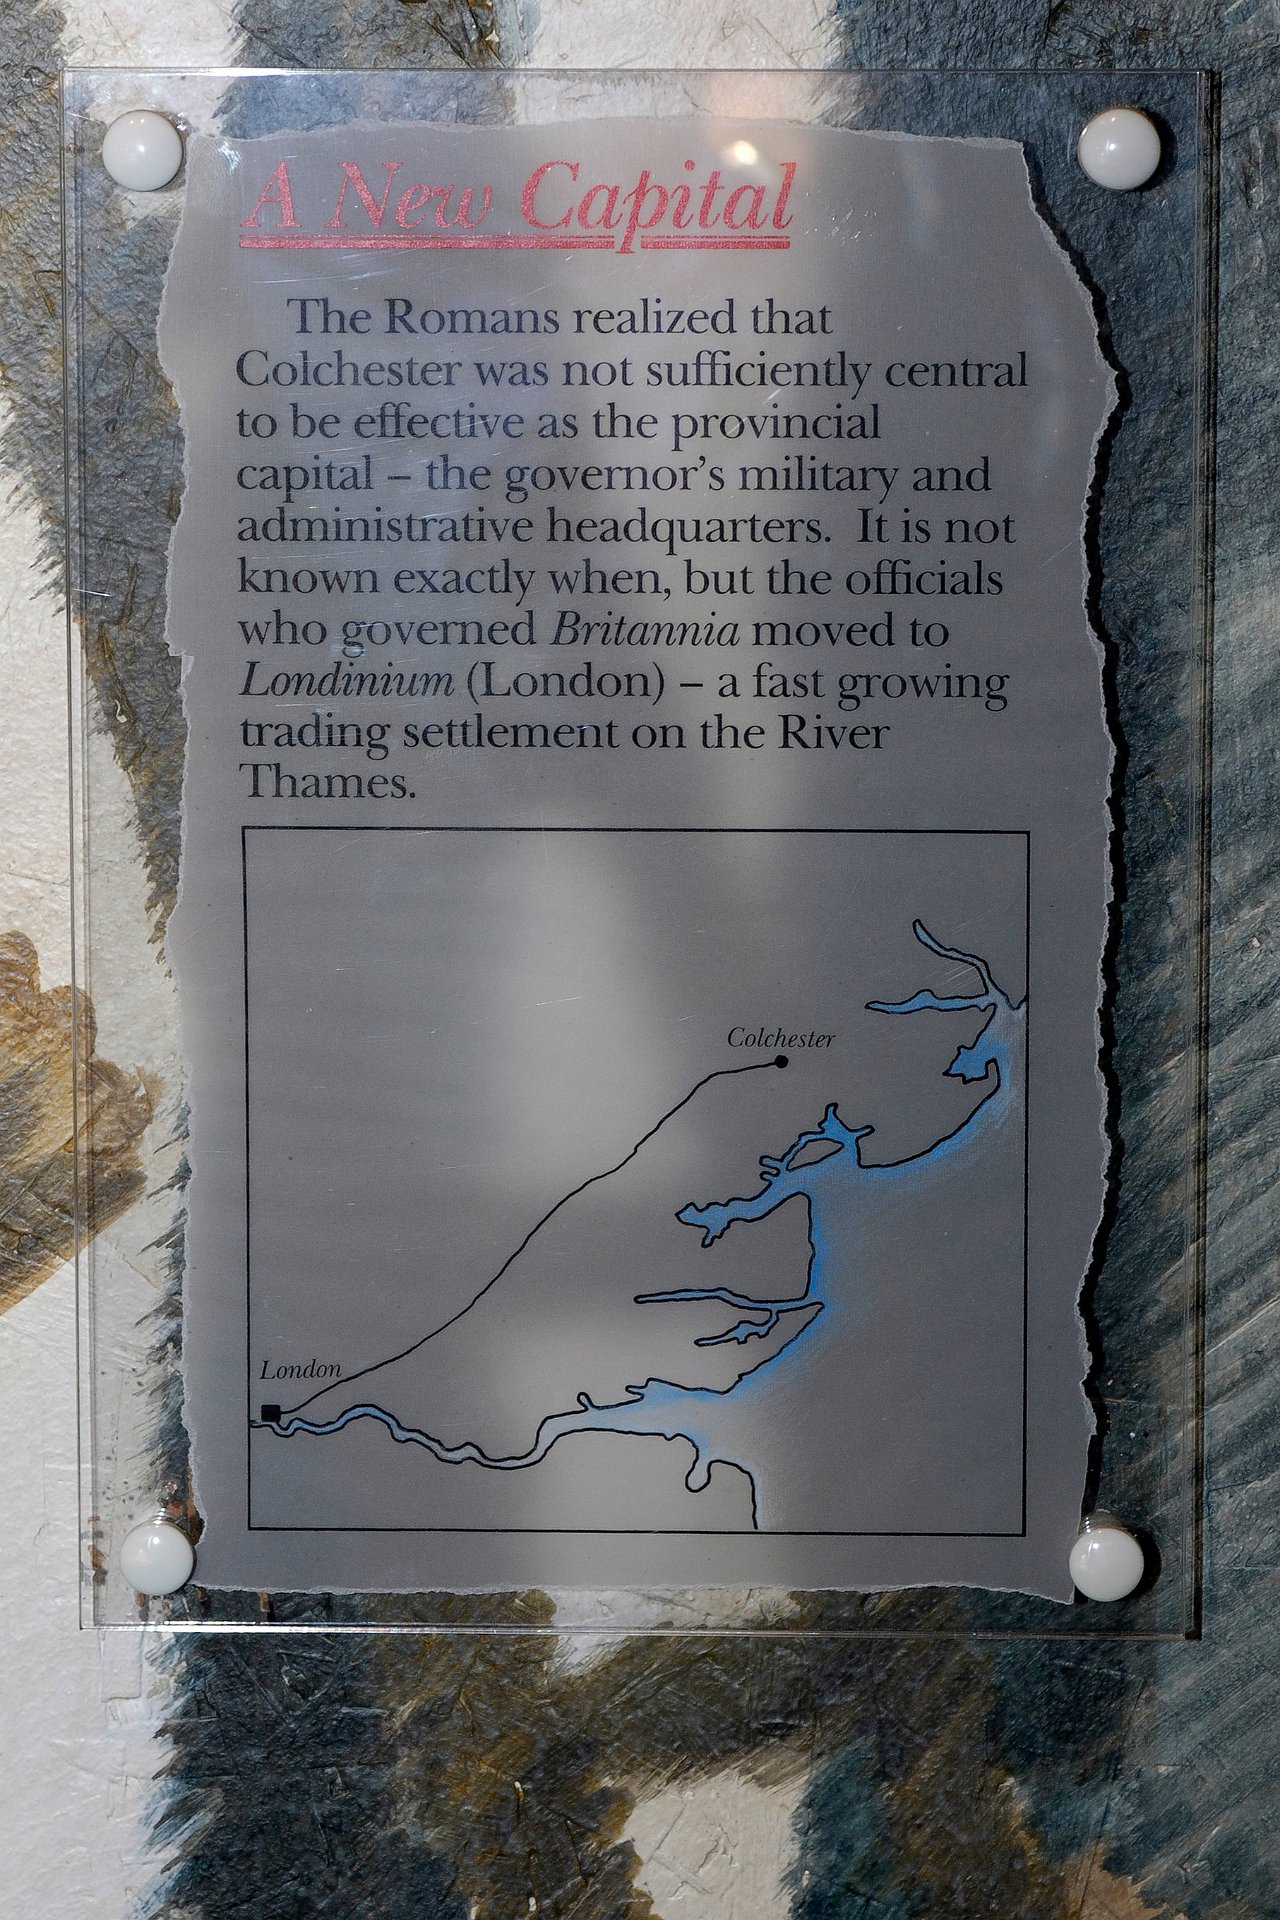 A New Capital
The Romans realized that
Colchester was not sufficiently central
to be effective as the provincial
capital – the governor's military and
administrative headquarters.  It is not
known exactly when, but the officials
who governed Britannia moved to
Londinium (London) – a fast growing
trading settlement on the River
Thames.
Colchester
London